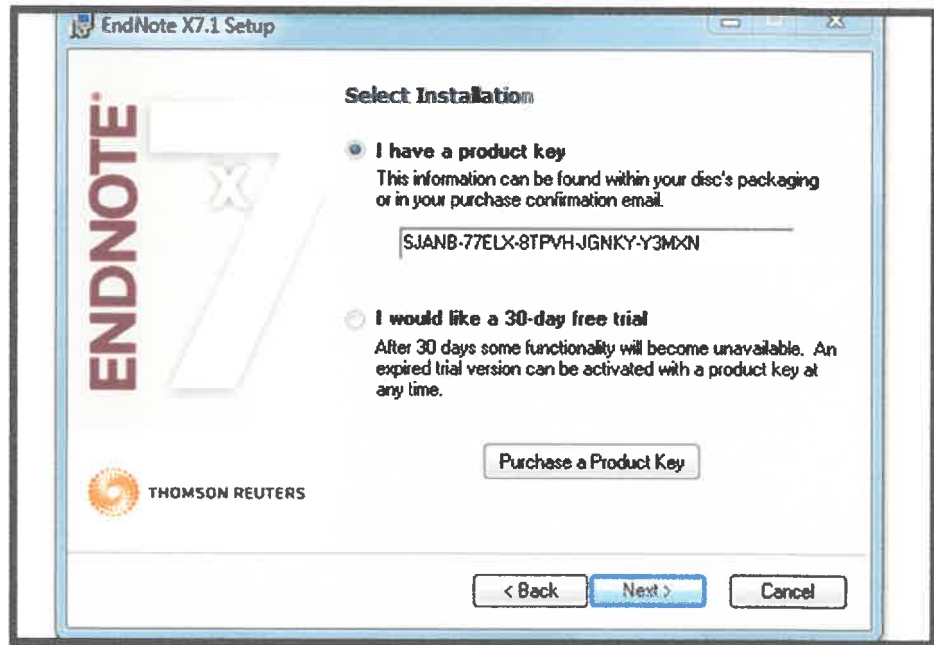 EndNote X7.1 Setup
ENDNOTE
X7
Select Installation
I have a product key
This information can be found within your disc's packaging
or in your purchase confirmation email.
SJANB-77ELX-8TPVH-JGNKY-Y3MXN
I would like a 30-day free trial
After 30 days some functionality will become unavailable. An
expired trial version can be activated with a product key at
any time.
Purchase a Product Key
THOMSON REUTERS
< Back Next > Cancel